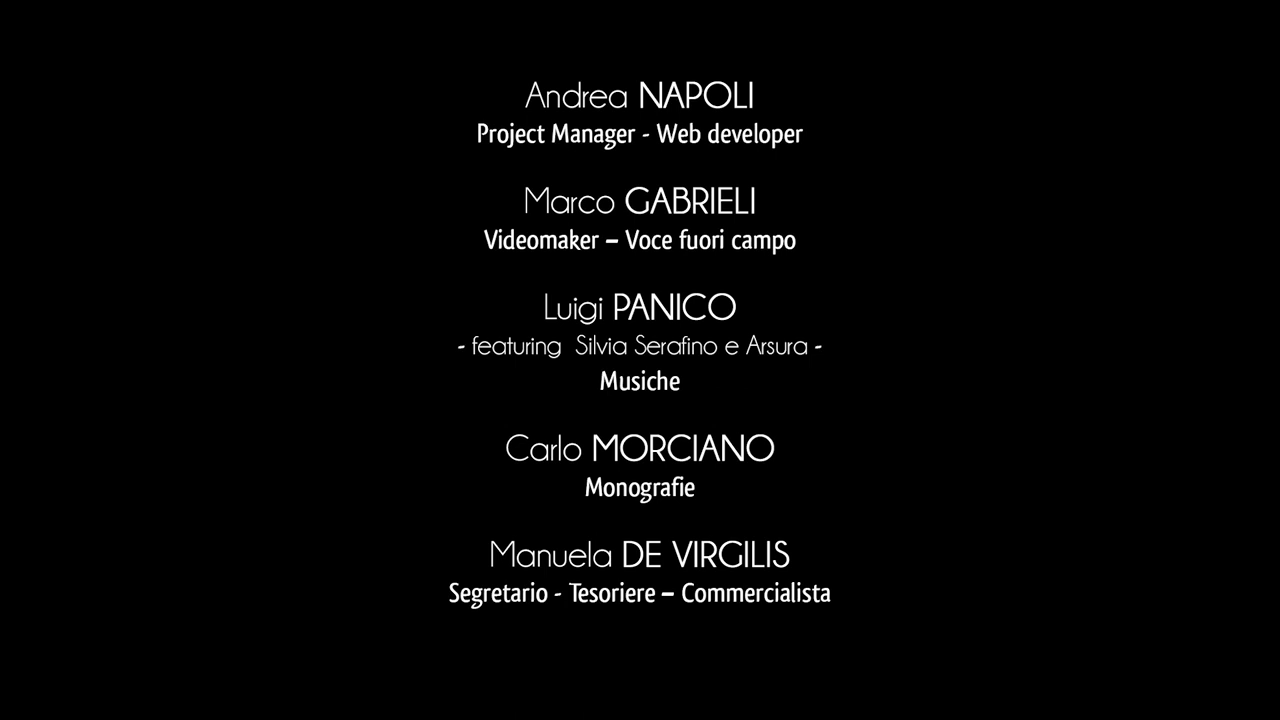 Andrea NAPOLI
Project Manager - Web developer
Marco GABRIELI
Videomaker – Voce fuori campo
Luigi PANICO
- featuring Silvia Serafino e Arsura -
Musiche
Carlo MORCIANO
Monografie
Manuela DE VIRGILIS
Segretario - Tesoriere – Commercialista